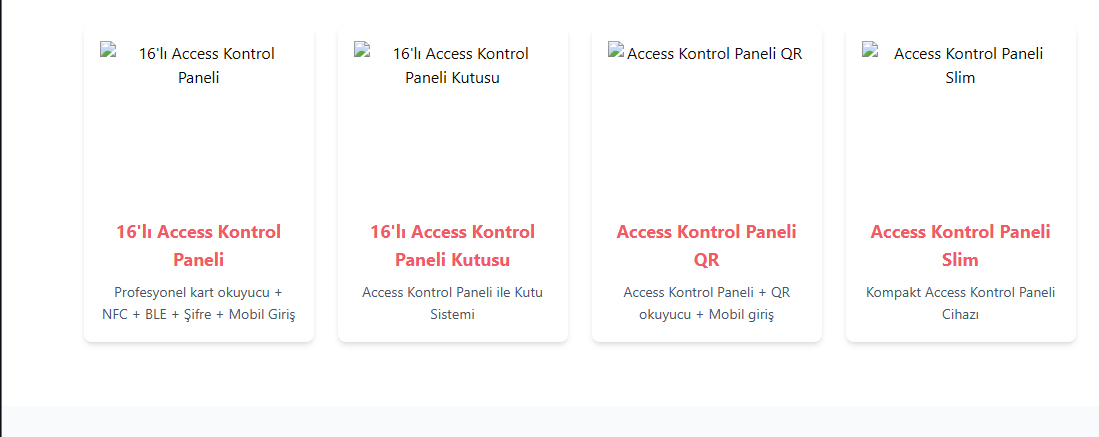 16'lı Access Kontrol
Paneli
16'lı Access Kontrol
Paneli
Profesyonel kart okuyucu +
NFC + BLE + Şifre + Mobil Giriş
16'lı Access Kontrol
Paneli Kutusu
16'lı Access Kontrol
Paneli Kutusu
Access Kontrol Paneli ile Kutu
Sistemi
Access Kontrol Paneli QR
Access Kontrol Paneli
QR
Access Kontrol Paneli + QR
okuyucu + Mobil giriş
Access Kontrol Paneli
Slim
Access Kontrol Paneli
Slim
Kompakt Access Kontrol Paneli
Cihazı